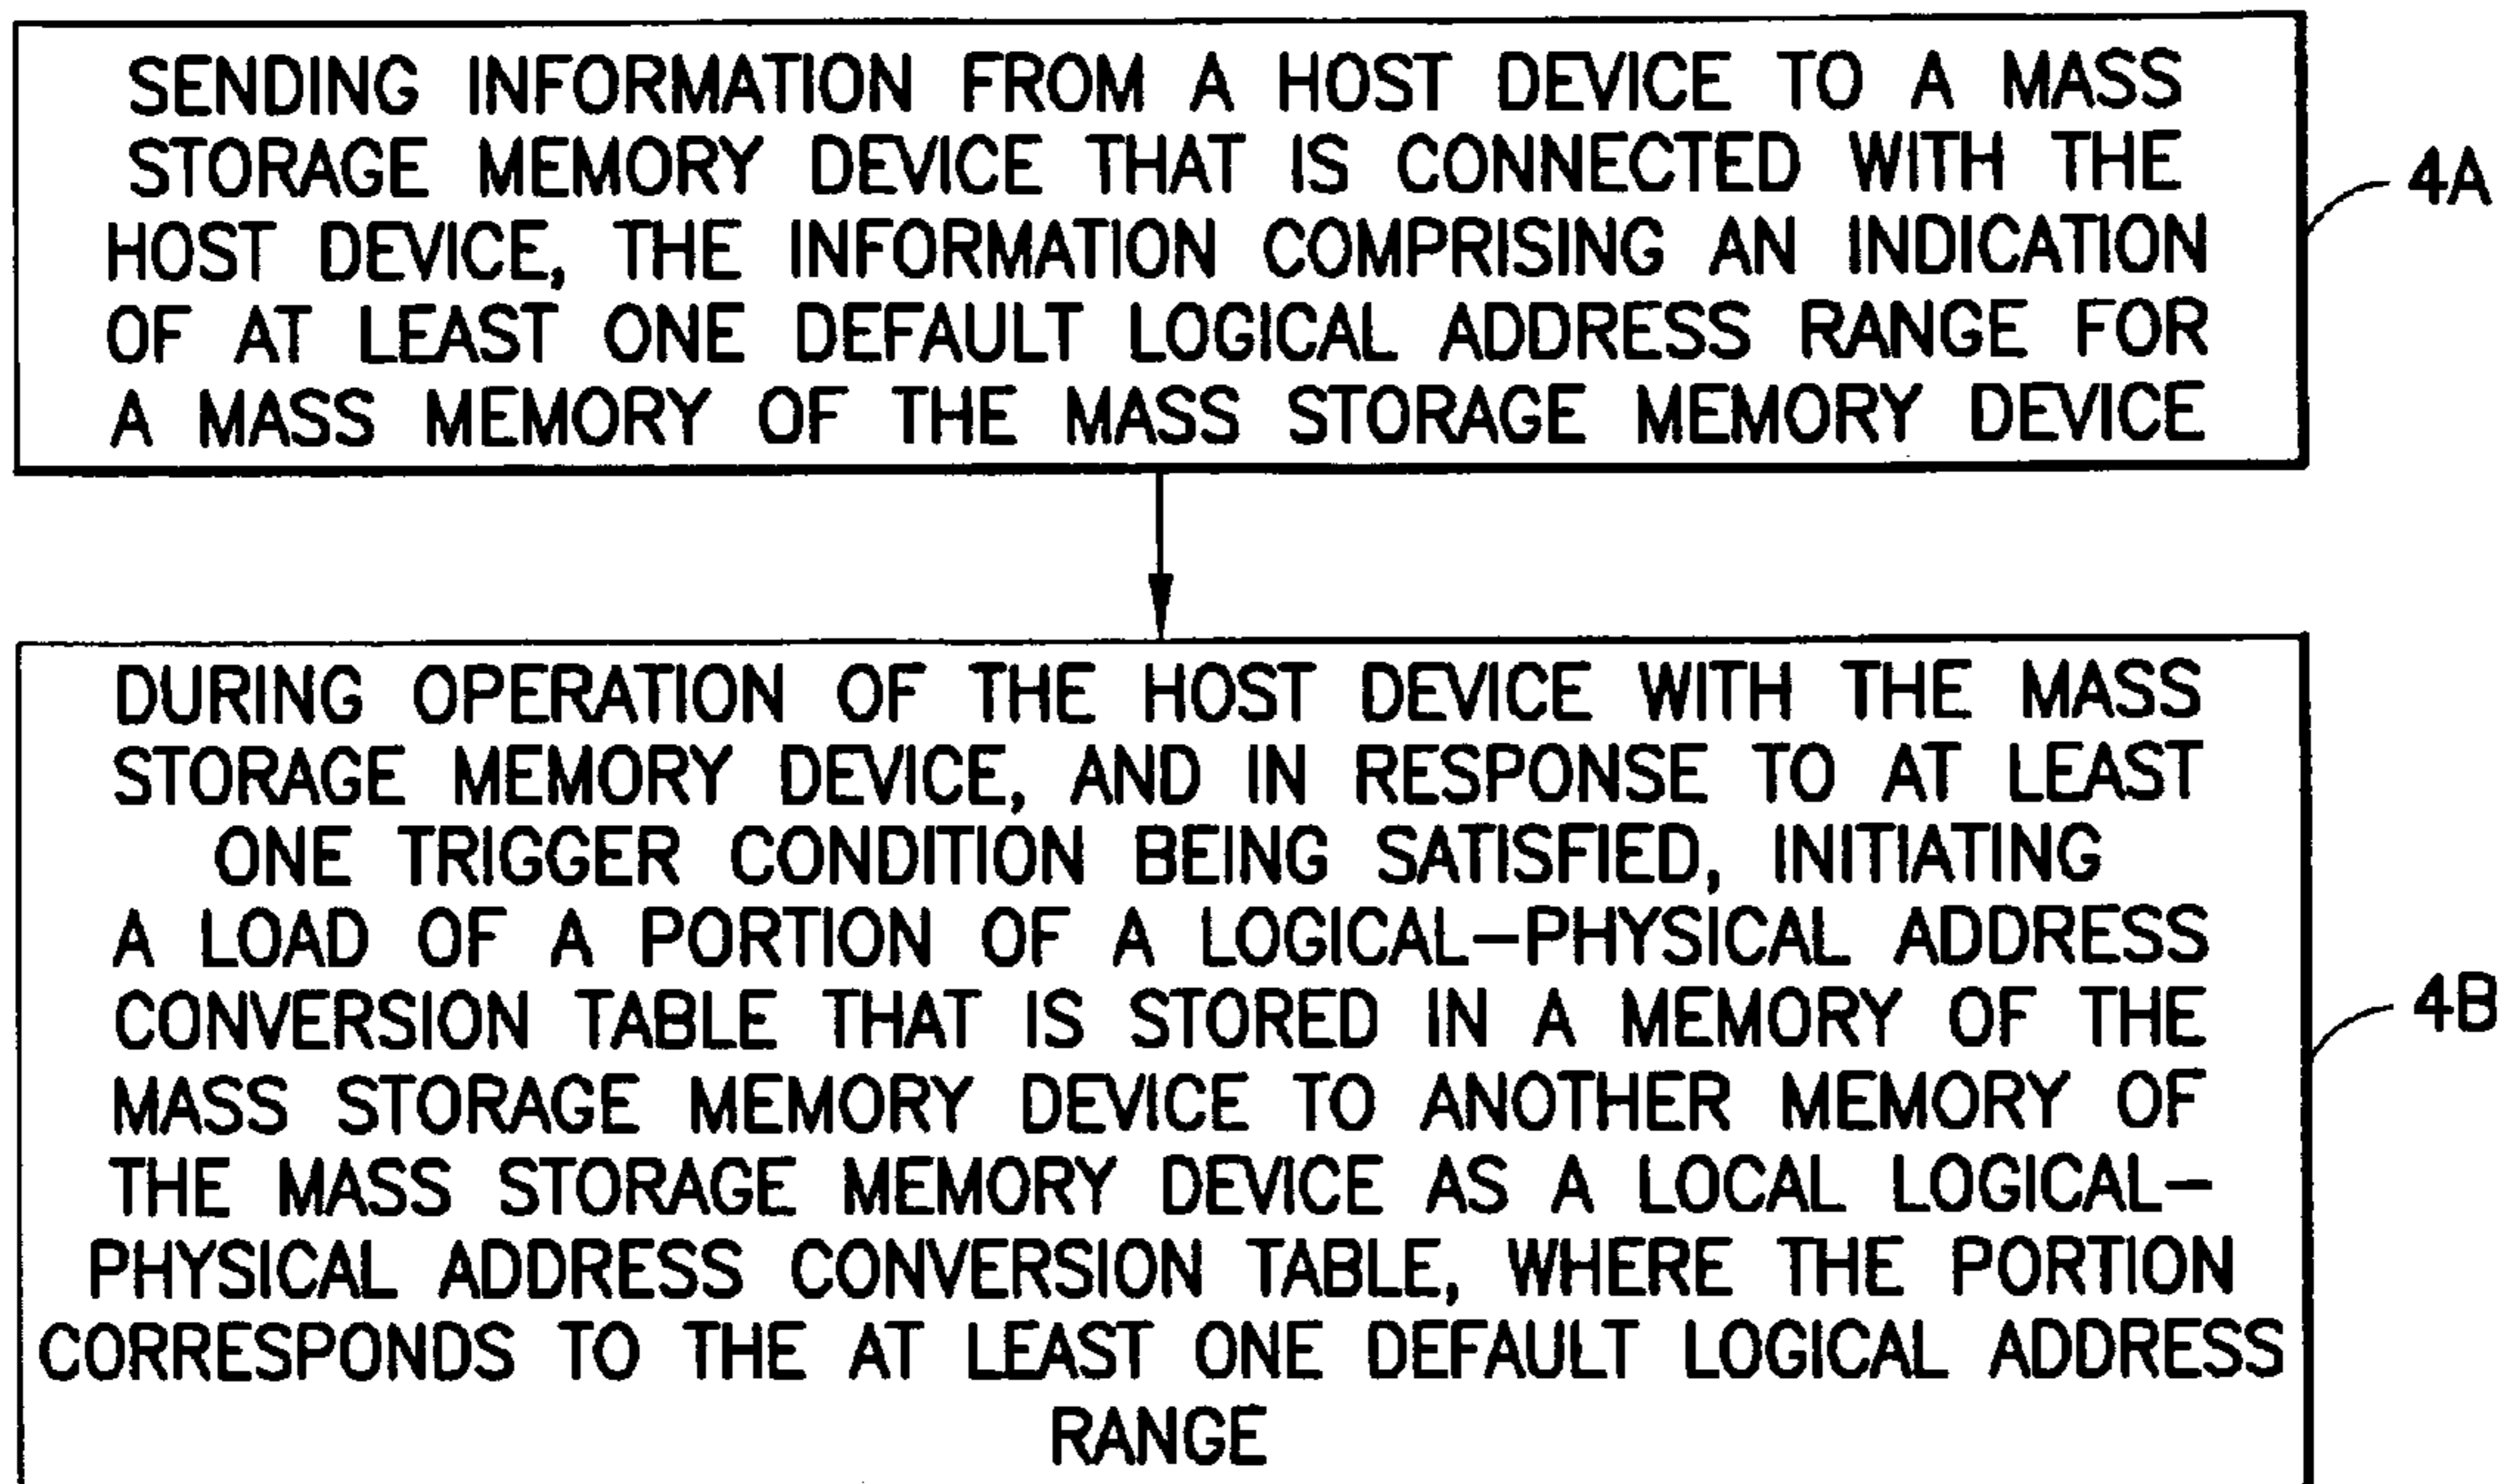 SENDING INFORMATION FROM A HOST DEVICE TO A MASS
STORAGE MEMORY DEVICE THAT IS CONNECTED WITH THE
HOST DEVICE, THE INFORMATION COMPRISING AN INDICATION
OF AT LEAST ONE DEFAULT LOGICAL ADDRESS RANGE FOR
A MASS MEMORY OF THE MASS STORAGE MEMORY DEVICE
4A
DURING OPERATION OF THE HOST DEVICE WITH THE MASS
STORAGE MEMORY DEVICE, AND IN RESPONSE TO AT LEAST
ONE TRIGGER CONDITION BEING SATISFIED, INITIATING
A LOAD OF A PORTION OF A LOGICAL-PHYSICAL ADDRESS
CONVERSION TABLE THAT IS STORED IN A MEMORY OF THE
MASS STORAGE MEMORY DEVICE TO ANOTHER MEMORY OF
THE MASS STORAGE MEMORY DEVICE AS A LOCAL LOGICAL-
PHYSICAL ADDRESS CONVERSION TABLE, WHERE THE PORTION
CORRESPONDS TO THE AT LEAST ONE DEFAULT LOGICAL ADDRESS
RANGE
4B